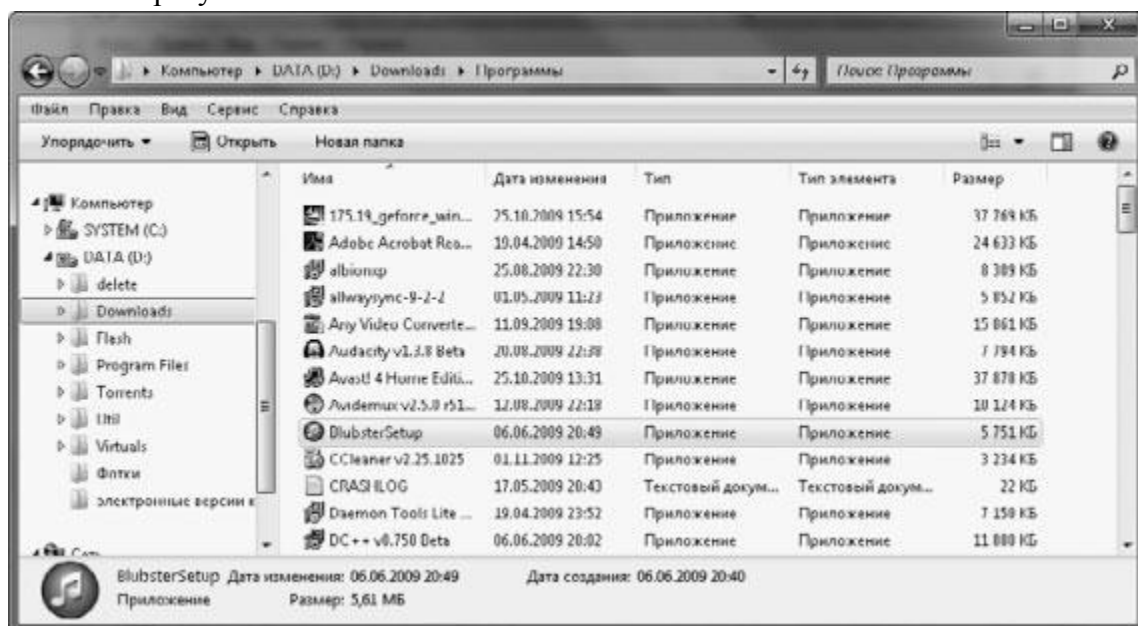 Компьютер ▸ DATA (D:) ▸ Downloads ▸ Программы Поиск: Программы
Файл Правка Вид Сервис Справка
Упорядочить Открыть Новая папка
Имя Дата изменения Тип Тип элемента Размер
Компьютер
SYSTEM (C:)
DATA (D:)
delete
Downloads
Flash
Program Files
Torrents
Util
Virtuals
Фотки
электронные версии к
Сеть
175.19_geforce_win... 25.10.2009 15:54 Приложение Приложение 37 769 КБ
Adobe Acrobat Rea... 19.04.2009 14:50 Приложение Приложение 24 633 КБ
albionxp 25.08.2009 22:30 Приложение Приложение 8 309 КБ
allwaysync-9-2-2 01.05.2009 11:23 Приложение Приложение 5 852 КБ
Any Video Converte... 11.09.2009 19:08 Приложение Приложение 15 061 КБ
Audacity v1.3.8 Beta 20.08.2009 22:38 Приложение Приложение 7 794 КБ
Avast! 4 Home Editi... 25.10.2009 13:31 Приложение Приложение 37 878 КБ
Avidemux v2.5.0 r51... 12.08.2009 22:18 Приложение Приложение 10 124 КБ
BlubsterSetup 06.06.2009 20:49 Приложение Приложение 5 751 КБ
CCleaner v2.25.1025 01.11.2009 12:25 Приложение Приложение 3 234 КБ
CRASHLOG 17.05.2009 20:43 Текстовый докум... Текстовый докум... 22 КБ
Daemon Tools Lite ... 19.04.2009 23:52 Приложение Приложение 7 150 КБ
DC++ v0.750 Beta 06.06.2009 20:02 Приложение Приложение
BlubsterSetup Дата изменения: 06.06.2009 20:49 Дата создания: 06.06.2009 20:40
Приложение Размер: 5,61 МБ